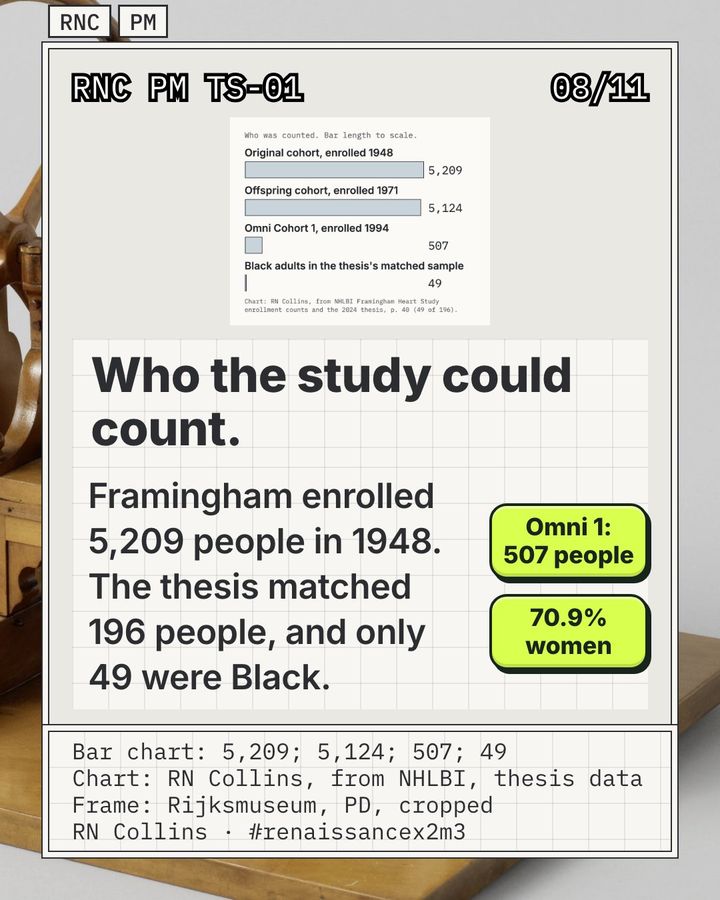 RNC PM
RNC PM TS-01 08/11
Who was counted. Bar length to scale.
Original cohort, enrolled 1948
5,209
Offspring cohort, enrolled 1971
5,124
Omni Cohort 1, enrolled 1994
507
Black adults in the thesis's matched sample
49
Chart: RN Collins, from NHLBI Framingham Heart Study
enrollment counts and the 2024 thesis, p. 40 (49 of 196).
Who the study could
count.
Framingham enrolled
5,209 people in 1948.
The thesis matched
196 people, and only
49 were Black.
Omni 1:
507 people
70.9%
women
Bar chart: 5,209; 5,124; 507; 49
Chart: RN Collins, from NHLBI, thesis data
Frame: Rijksmuseum, PD, cropped
RN Collins · #renaissancex2m3